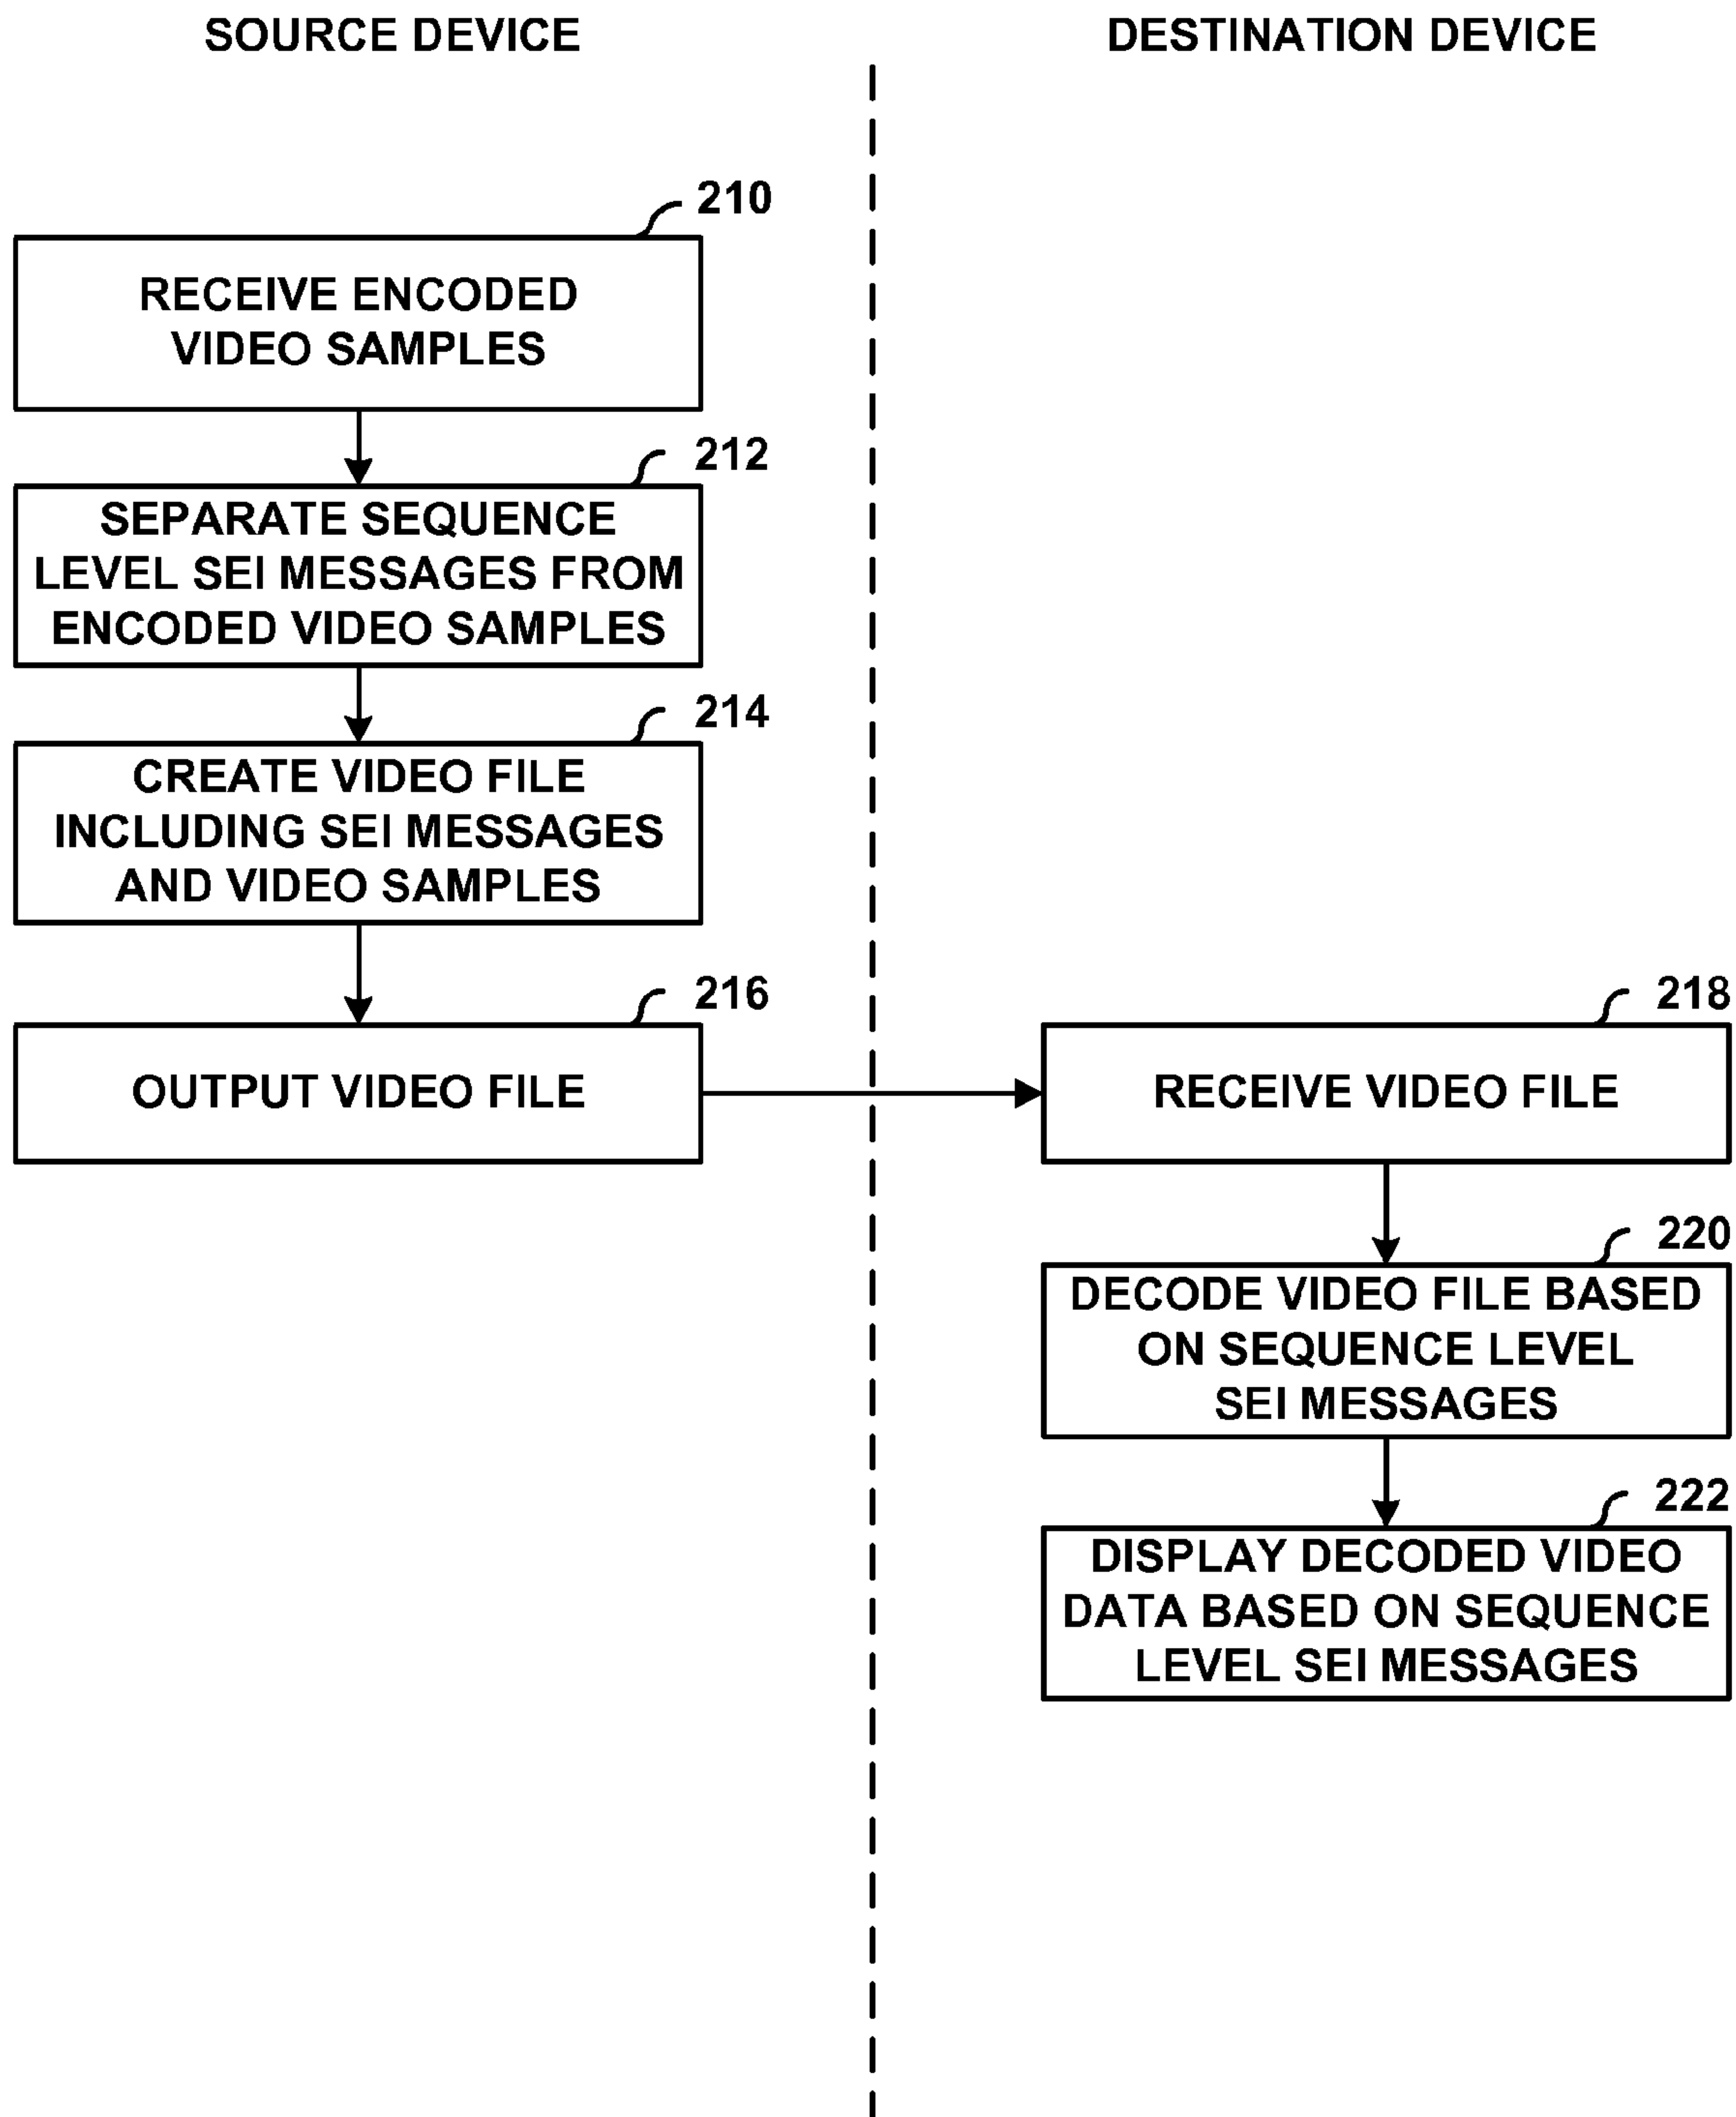 SOURCE DEVICE
DESTINATION DEVICE
210
RECEIVE ENCODED
VIDEO SAMPLES
212
SEPARATE SEQUENCE
LEVEL SEI MESSAGES FROM
ENCODED VIDEO SAMPLES
214
CREATE VIDEO FILE
INCLUDING SEI MESSAGES
AND VIDEO SAMPLES
216
OUTPUT VIDEO FILE
218
RECEIVE VIDEO FILE
220
DECODE VIDEO FILE BASED
ON SEQUENCE LEVEL
SEI MESSAGES
222
DISPLAY DECODED VIDEO
DATA BASED ON SEQUENCE
LEVEL SEI MESSAGES